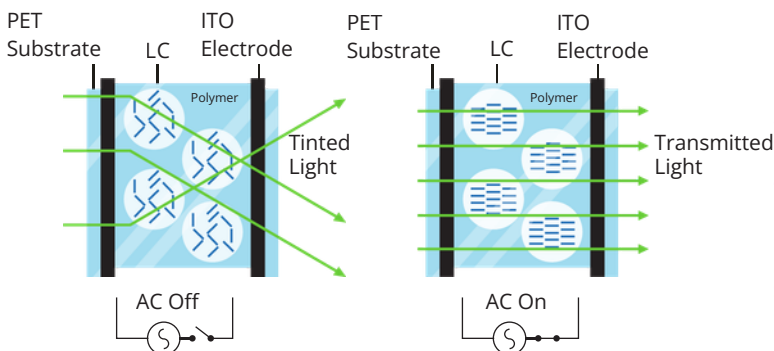 PET
Substrate
LC
ITO
Electrode
Polymer
Tinted
Light
AC Off
PET
Substrate
LC
ITO
Electrode
Polymer
Transmitted
Light
AC On